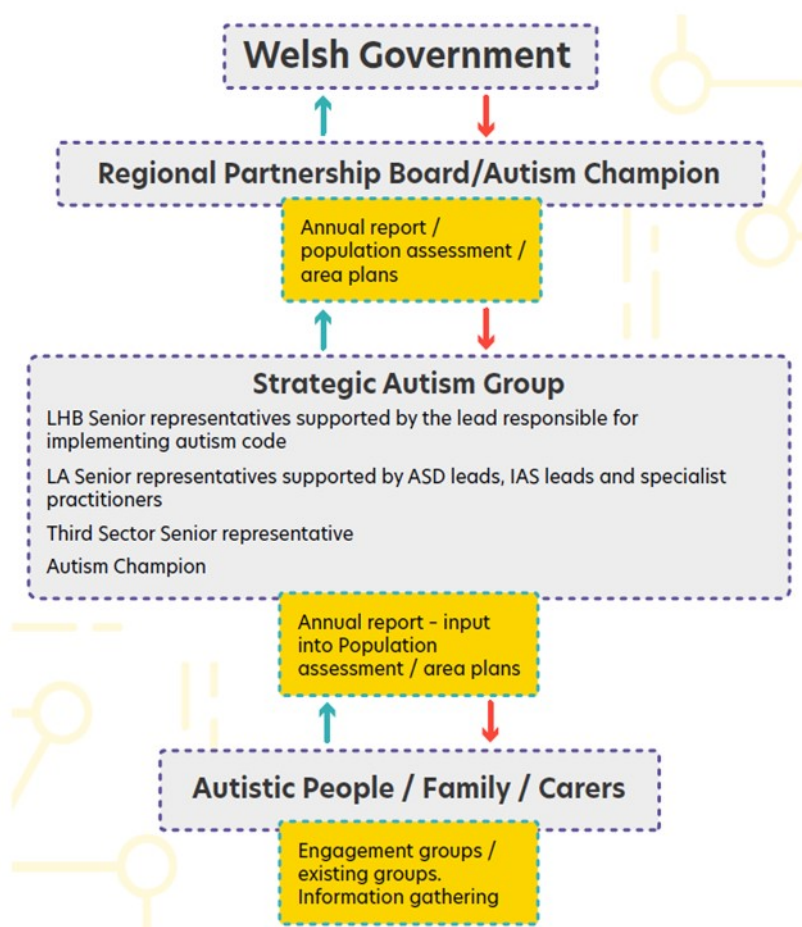 Welsh Government
Regional Partnership Board/Autism Champion
Annual report /
population assessment /
area plans
Strategic Autism Group
LHB Senior representatives supported by the lead responsible for
implementing autism code
LA Senior representatives supported by ASD leads, IAS leads and specialist
practitioners
Third Sector Senior representative
Autism Champion
Annual report – input
into Population
assessment / area plans
Autistic People / Family / Carers
Engagement groups /
existing groups.
Information gathering